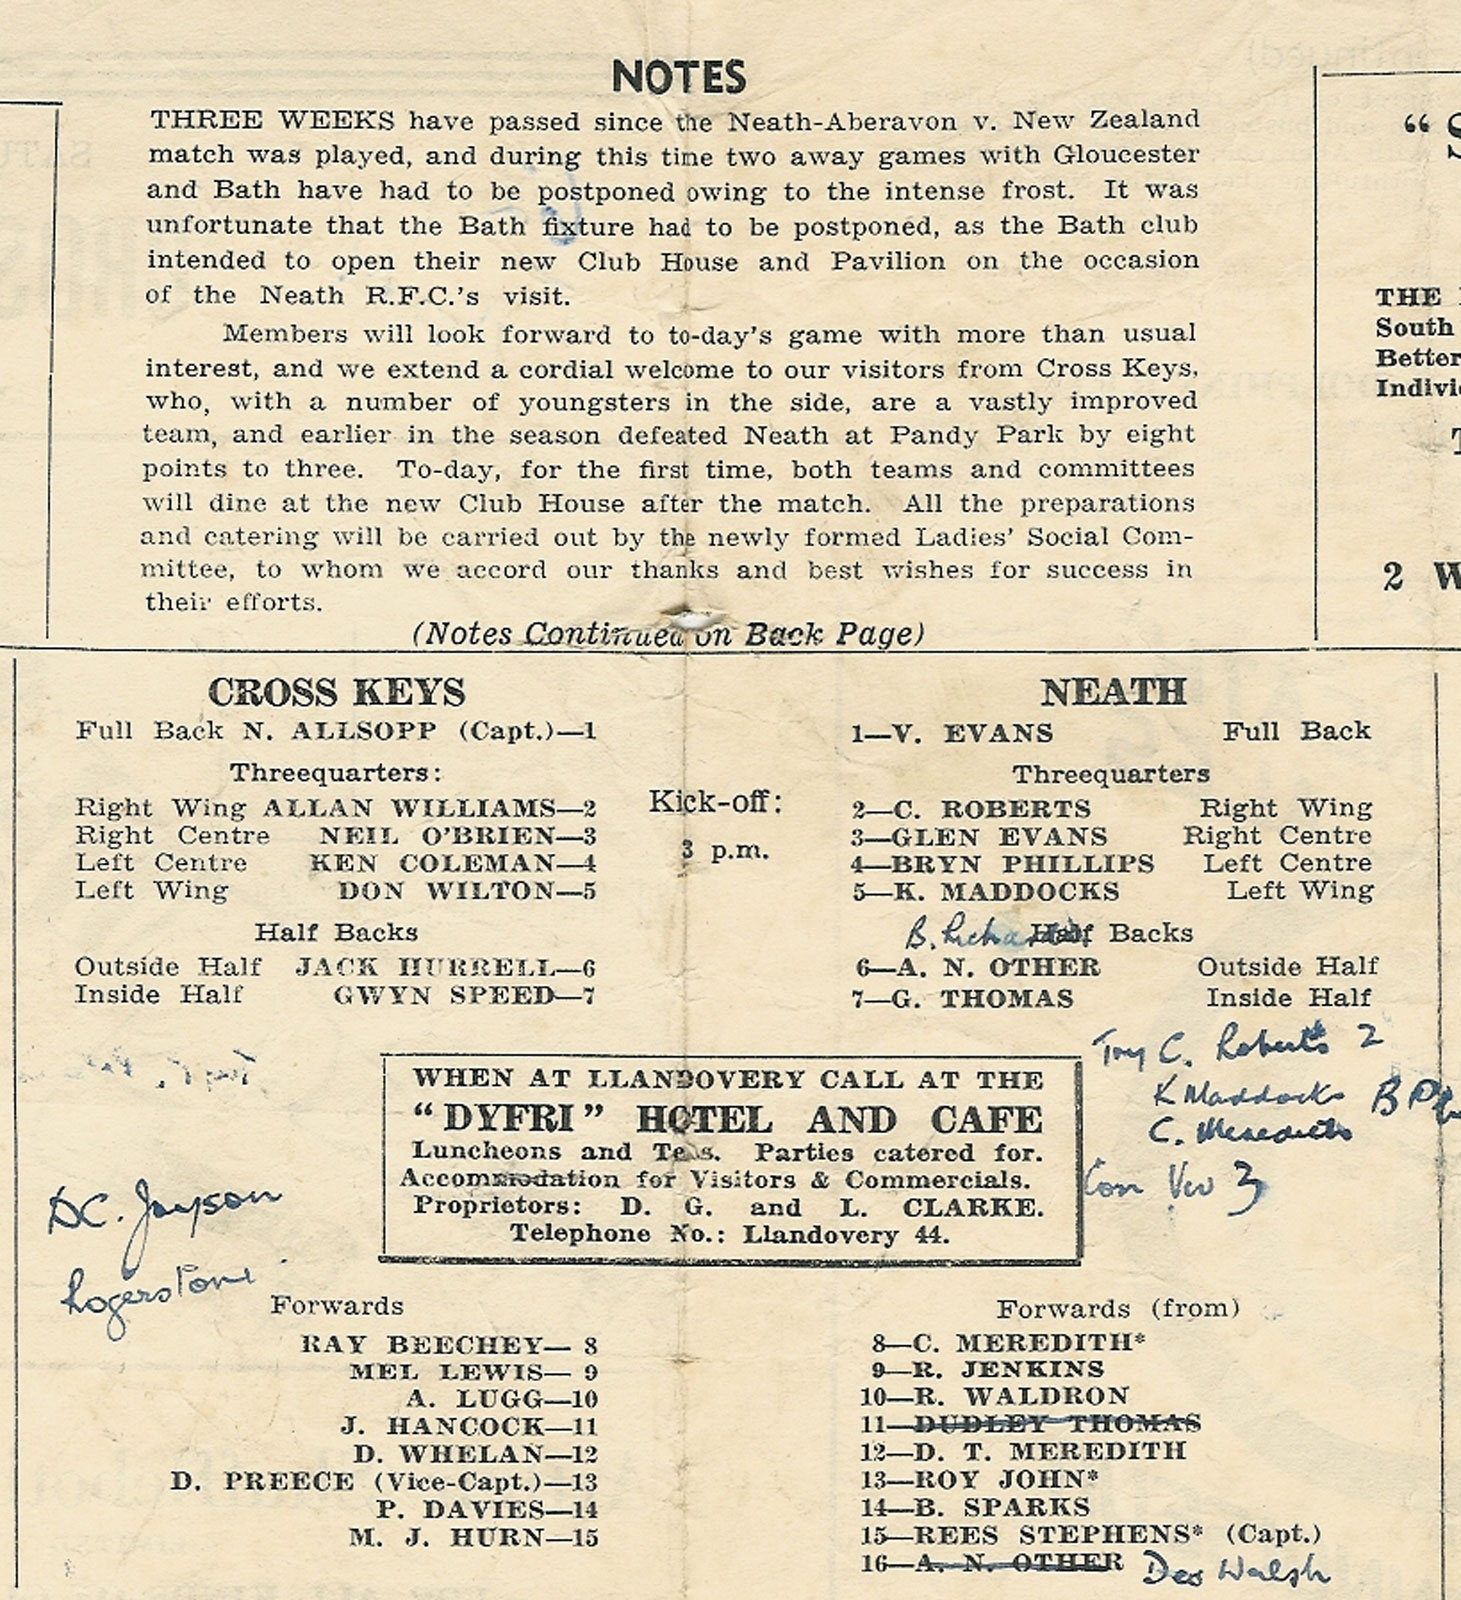 NOTES
THREE WEEKS have passed since the Neath-Aberavon v. New Zealand
match was played, and during this time two away games with Gloucester
and Bath have had to be postponed owing to the intense frost. It was
unfortunate that the Bath fixture had to be postponed, as the Bath club
intended to open their new Club House and Pavilion on the occasion
of the Neath R.F.C.'s visit.
Members will look forward to to-day's game with more than usual
interest, and we extend a cordial welcome to our visitors from Cross Keys,
who, with a number of youngsters in the side, are a vastly improved
team, and earlier in the season defeated Neath at Pandy Park by eight
points to three. To-day, for the first time, both teams and committees
will dine at the new Club House after the match. All the preparations
and catering will be carried out by the newly formed Ladies' Social Com-
mittee, to whom we accord our thanks and best wishes for success in
their efforts.
(Notes Continued on Back Page)
THE
South
Better
2 W
CROSS KEYS
Full Back N. ALLSOPP (Capt.)—1
Threequarters:
Right Wing ALLAN WILLIAMS—2
Right Centre NEIL O'BRIEN—3
Left Centre KEN COLEMAN—4
Left Wing DON WILTON—5
Half Backs
Outside Half JACK HURRELL—6
Inside Half GWYN SPEED—7
Kick-off:
3 p.m.
NEATH
1—V. EVANS Full Back
Threequarters
2—C. ROBERTS Right Wing
3—GLEN EVANS Right Centre
4—BRYN PHILLIPS Left Centre
5—K. MADDOCKS Left Wing
Half Backs
B. Richards
6—A. N. OTHER Outside Half
7—G. THOMAS Inside Half
Try C. Roberts 2
K Maddocks
C. Meredith
Con Viv 3
WHEN AT LLANDOVERY CALL AT THE
"DYFRI" HOTEL AND CAFE
Luncheons and Teas. Parties catered for.
Accommodation for Visitors & Commercials.
Proprietors: D. G. and L. CLARKE.
Telephone No.: Llandovery 44.
DC. Jayson
Rogerstone
Forwards
RAY BEECHEY— 8
MEL LEWIS— 9
A. LUGG—10
J. HANCOCK—11
D. WHELAN—12
D. PREECE (Vice-Capt.)—13
P. DAVIES—14
M. J. HURN—15
Forwards (from)
8—C. MEREDITH*
9—R. JENKINS
10—R. WALDRON
11—DUDLEY THOMAS
12—D. T. MEREDITH
13—ROY JOHN*
14—B. SPARKS
15—REES STEPHENS* (Capt.)
16—A. N. OTHER Des Walsh